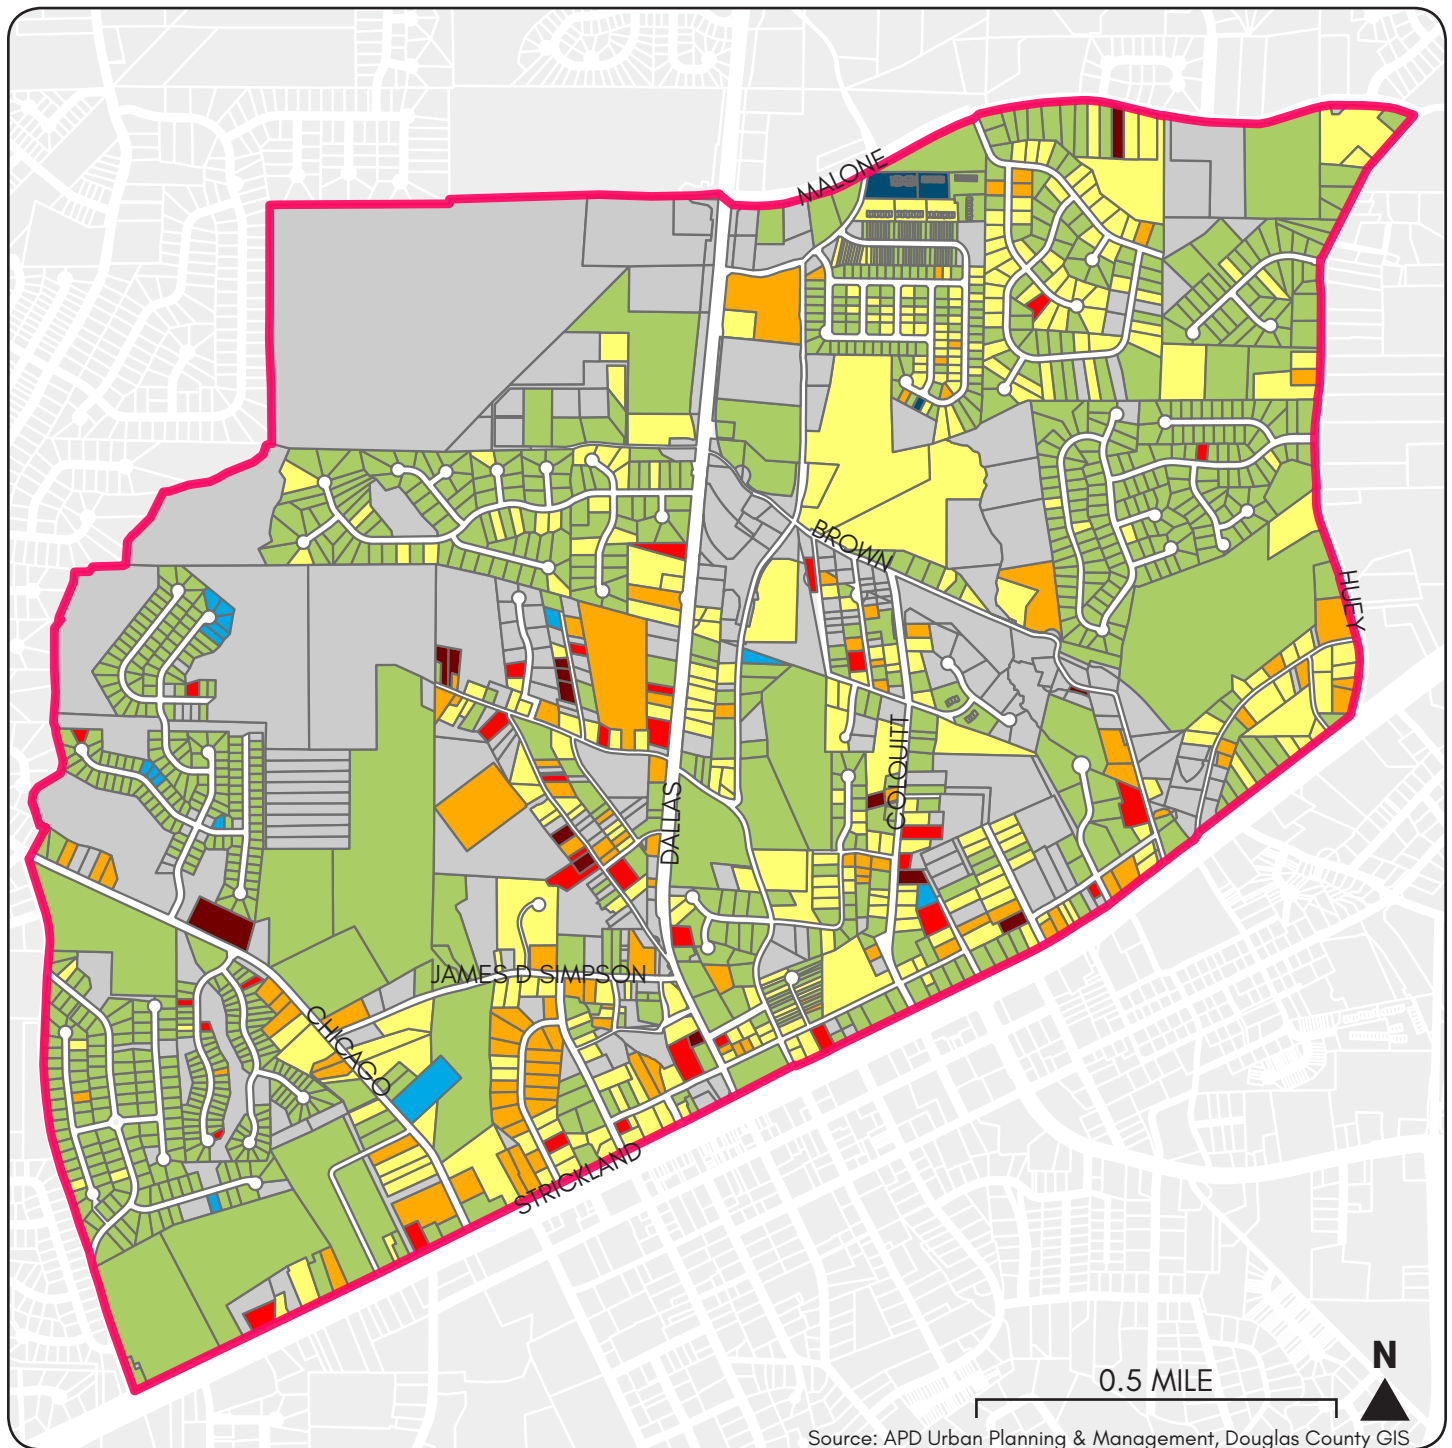 MALONE
BROWN
HUEY
COLQUITT
DALLAS
JAMES D SIMPSON
CHICAGO
STRICKLAND
N
0.5 MILE
Source: APD Urban Planning & Management, Douglas County GIS